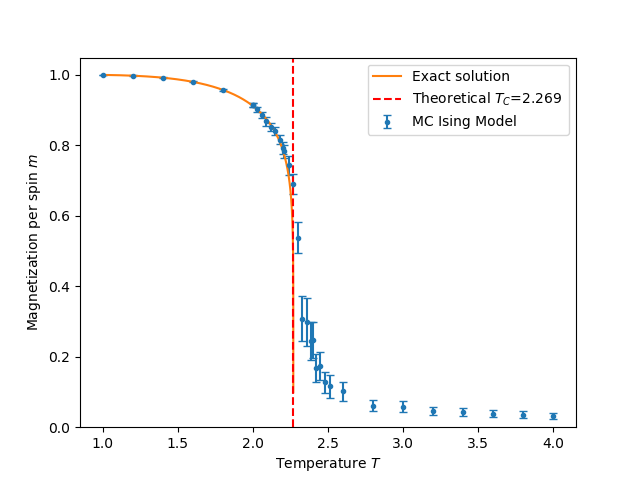 Exact solution
Theoretical $T_C$=2.269
MC Ising Model
Magnetization per spin m
1.0
0.8
0.6
0.4
0.2
0.0
1.0 1.5 2.0 2.5 3.0 3.5 4.0
Temperature T